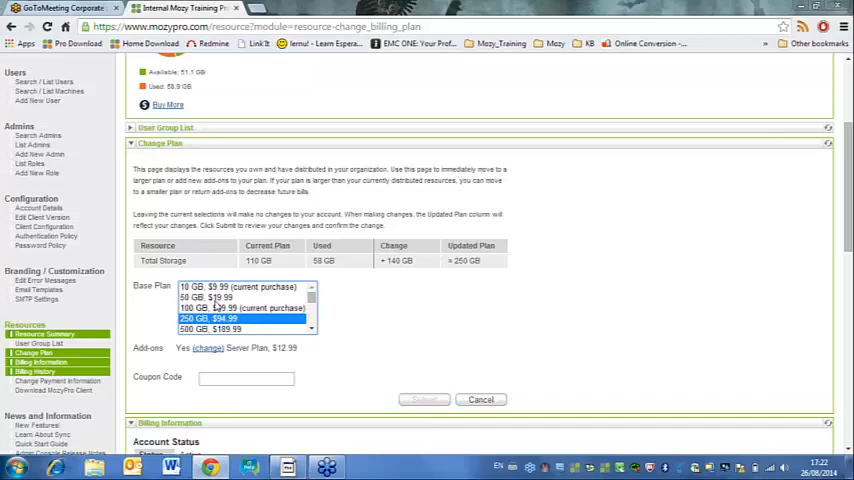 GoToMeeting Corporate
Internal Mozy Training Pr
https://www.mozypro.com/resource?module=resource-change_billing_plan
Apps
Pro Download
Home Download
Redmine
Link'It
lernu! - Learn Espera...
EMC ONE: Your Prof...
Mozy_Training
Mozy
KB
Online Conversion -...
Other bookmarks
Users
Search / List Users
Search / List Machines
Add New User
Admins
Search Admins
List Admins
Add New Admin
List Roles
Add New Role
Configuration
Account Details
Edit Client Version
Client Configuration
Authentication Policy
Password Policy
Branding / Customization
Edit Error Messages
Edit Email Templates
SMTP Settings
Resources
Resource Summary
User Group List
Change Plan
Billing Information
Billing History
Change Payment Information
Download MozyPro Client
News and Information
New Features!
Learn About Sync
Quick Start Guide
Admin Console Release Notes
Available: 51.1 GB
Used: 58.9 GB
Buy More
User Group List
Change Plan
This page displays the resources you own and have distributed in your organization. Use this page to immediately move to a
larger plan or add new add-ons to your plan. If your plan is larger than your currently distributed resources, you can move
to a smaller plan or return add-ons to decrease future bills.
Leaving the current selections will make no changes to your account. When making changes, the Updated Plan column will
reflect your changes. Click Submit to review your changes and confirm the change.
Resource Current Plan Used Change Updated Plan
Total Storage 110 GB 58 GB + 140 GB = 250 GB
Base Plan
10 GB, $9.99 (current purchase)
50 GB, $19.99
100 GB, $39.99 (current purchase)
250 GB, $94.99
500 GB, $189.99
Add-ons Yes (change) Server Plan, $12.99
Coupon Code
Submit Cancel
Billing Information
Account Status
EN
17:22
26/08/2014